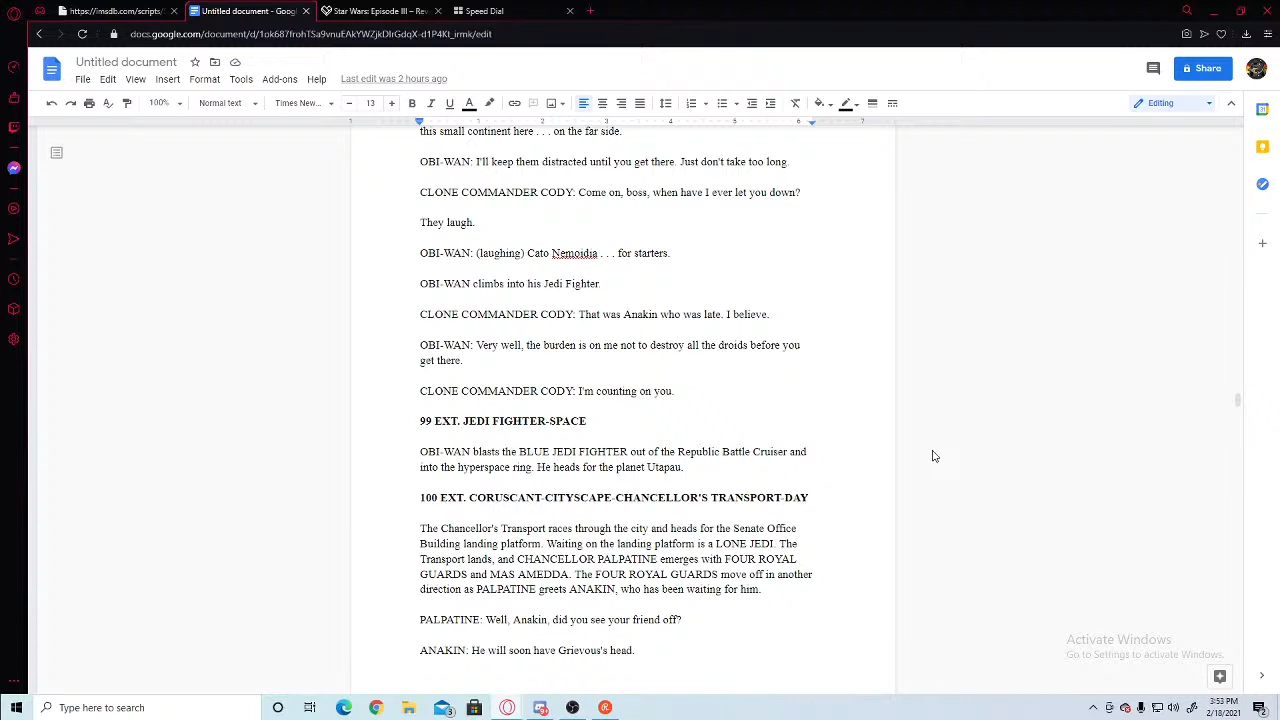 https://imsdb.com/scripts/S
Untitled document - Googl
Star Wars: Episode III – Rev
Speed Dial
docs.google.com/document/d/1ok687frohTSa9vnuEAkYWZjkDIrGdqX-d1P4Kt_irmk/edit
Untitled document
File Edit View Insert Format Tools Add-ons Help Last edit was 2 hours ago
Share
100% Normal text Times New... 13 Editing
1 1 2 3 4 5 6 7
this small continent here . . . on the far side.
OBI-WAN: I'll keep them distracted until you get there. Just don't take too long.
CLONE COMMANDER CODY: Come on, boss, when have I ever let you down?
They laugh.
OBI-WAN: (laughing) Cato Nemoidia . . . for starters.
OBI-WAN climbs into his Jedi Fighter.
CLONE COMMANDER CODY: That was Anakin who was late. I believe.
OBI-WAN: Very well, the burden is on me not to destroy all the droids before you
get there.
CLONE COMMANDER CODY: I'm counting on you.
99 EXT. JEDI FIGHTER-SPACE
OBI-WAN blasts the BLUE JEDI FIGHTER out of the Republic Battle Cruiser and
into the hyperspace ring. He heads for the planet Utapau.
100 EXT. CORUSCANT-CITYSCAPE-CHANCELLOR'S TRANSPORT-DAY
The Chancellor's Transport races through the city and heads for the Senate Office
Building landing platform. Waiting on the landing platform is a LONE JEDI. The
Transport lands, and CHANCELLOR PALPATINE emerges with FOUR ROYAL
GUARDS and MAS AMEDDA. The FOUR ROYAL GUARDS move off in another
direction as PALPATINE greets ANAKIN, who has been waiting for him.
PALPATINE: Well, Anakin, did you see your friend off?
ANAKIN: He will soon have Grievous's head.
Activate Windows
Go to Settings to activate Windows.
Type here to search
3:53 PM
2/18/2021